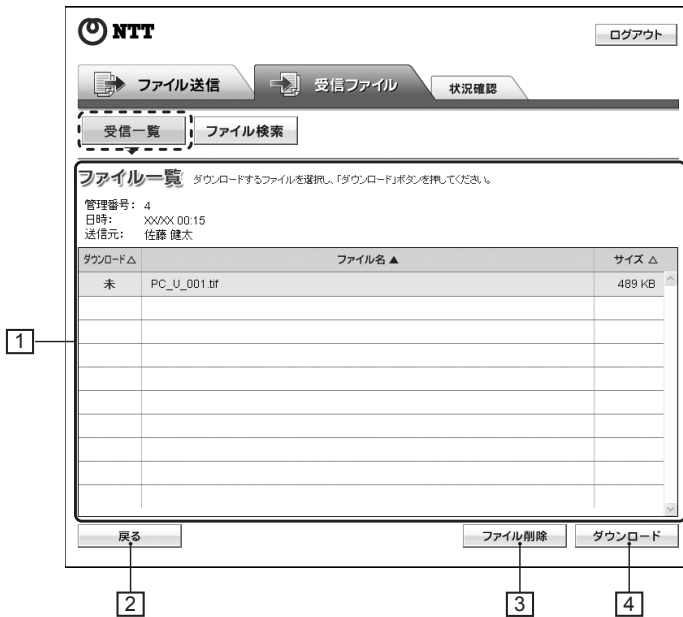 NTT
ログアウト
ファイル送信
受信ファイル
状況確認
受信一覧
ファイル検索
ファイル一覧 ダウンロードするファイルを選択し、「ダウンロード」ボタンを押してください。
管理番号： 4
日時： XX/XX 00:15
送信元： 佐藤 健太
ダウンロード△ ファイル名▲ サイズ △
未 PC_U_001.tif 489 KB
1
戻る ファイル削除 ダウンロード
2 3 4